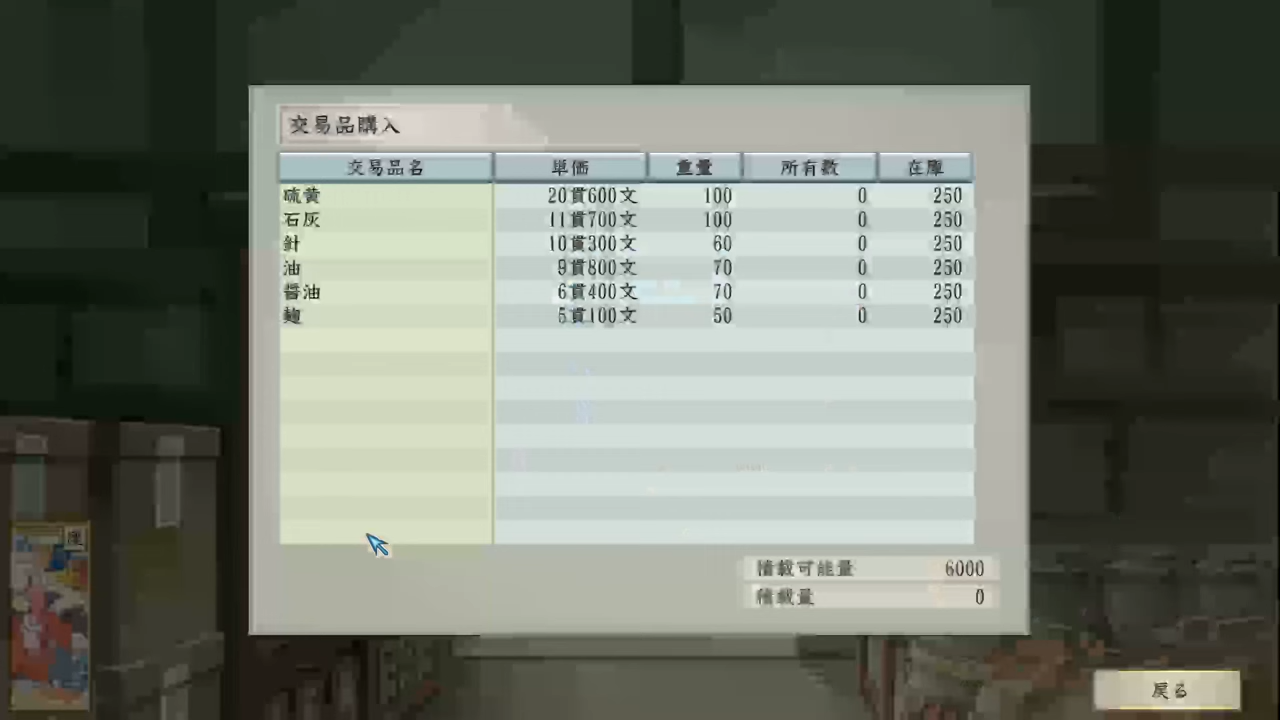 交易品購入
交易品名 単価 重量 所有数 在庫
硫黄 20貫600文 100 0 250
石灰 11貫700文 100 0 250
針 10貫300文 60 0 250
油 9貫800文 70 0 250
醤油 6貫400文 70 0 250
麹 5貫100文 50 0 250
積載可能量 6000
積載量 0
戻る